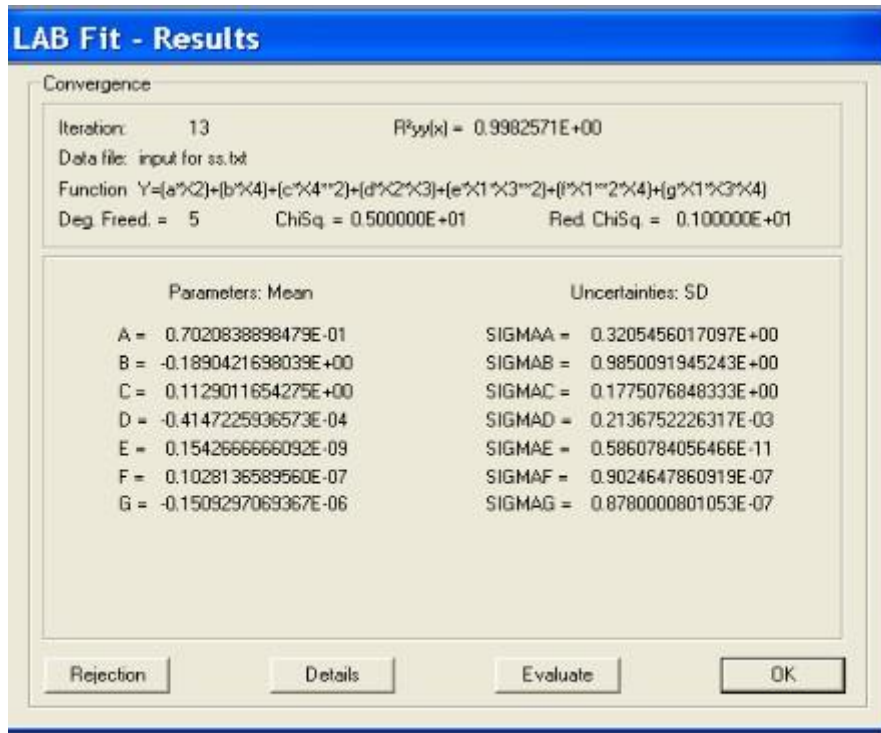 LAB Fit - Results
Convergence
Iteration: 13 R²yy(x) = 0.9982571E+00
Data file: input for ss.txt
Function Y=(a*X2)+(b*X4)+(c*X4**2)+(d*X2*X3)+(e*X1*X3**2)+(f*X1**2*X4)+(g*X1*X3*X4)
Deg. Freed. = 5 ChiSq. = 0.500000E+01 Red. ChiSq. = 0.100000E+01
Parameters: Mean Uncertainties: SD
A = 0.7020838898479E-01 SIGMAA = 0.3205456017097E+00
B = -0.1890421698039E+00 SIGMAB = 0.9850091945243E+00
C = 0.1129011654275E+00 SIGMAC = 0.1775076848333E+00
D = -0.4147225936573E-04 SIGMAD = 0.2136752226317E-03
E = 0.1542666666092E-09 SIGMAE = 0.5860784056466E-11
F = 0.1028136589560E-07 SIGMAF = 0.9024647860919E-07
G = -0.1509297069367E-06 SIGMAG = 0.8780000801053E-07
Rejection Details Evaluate OK